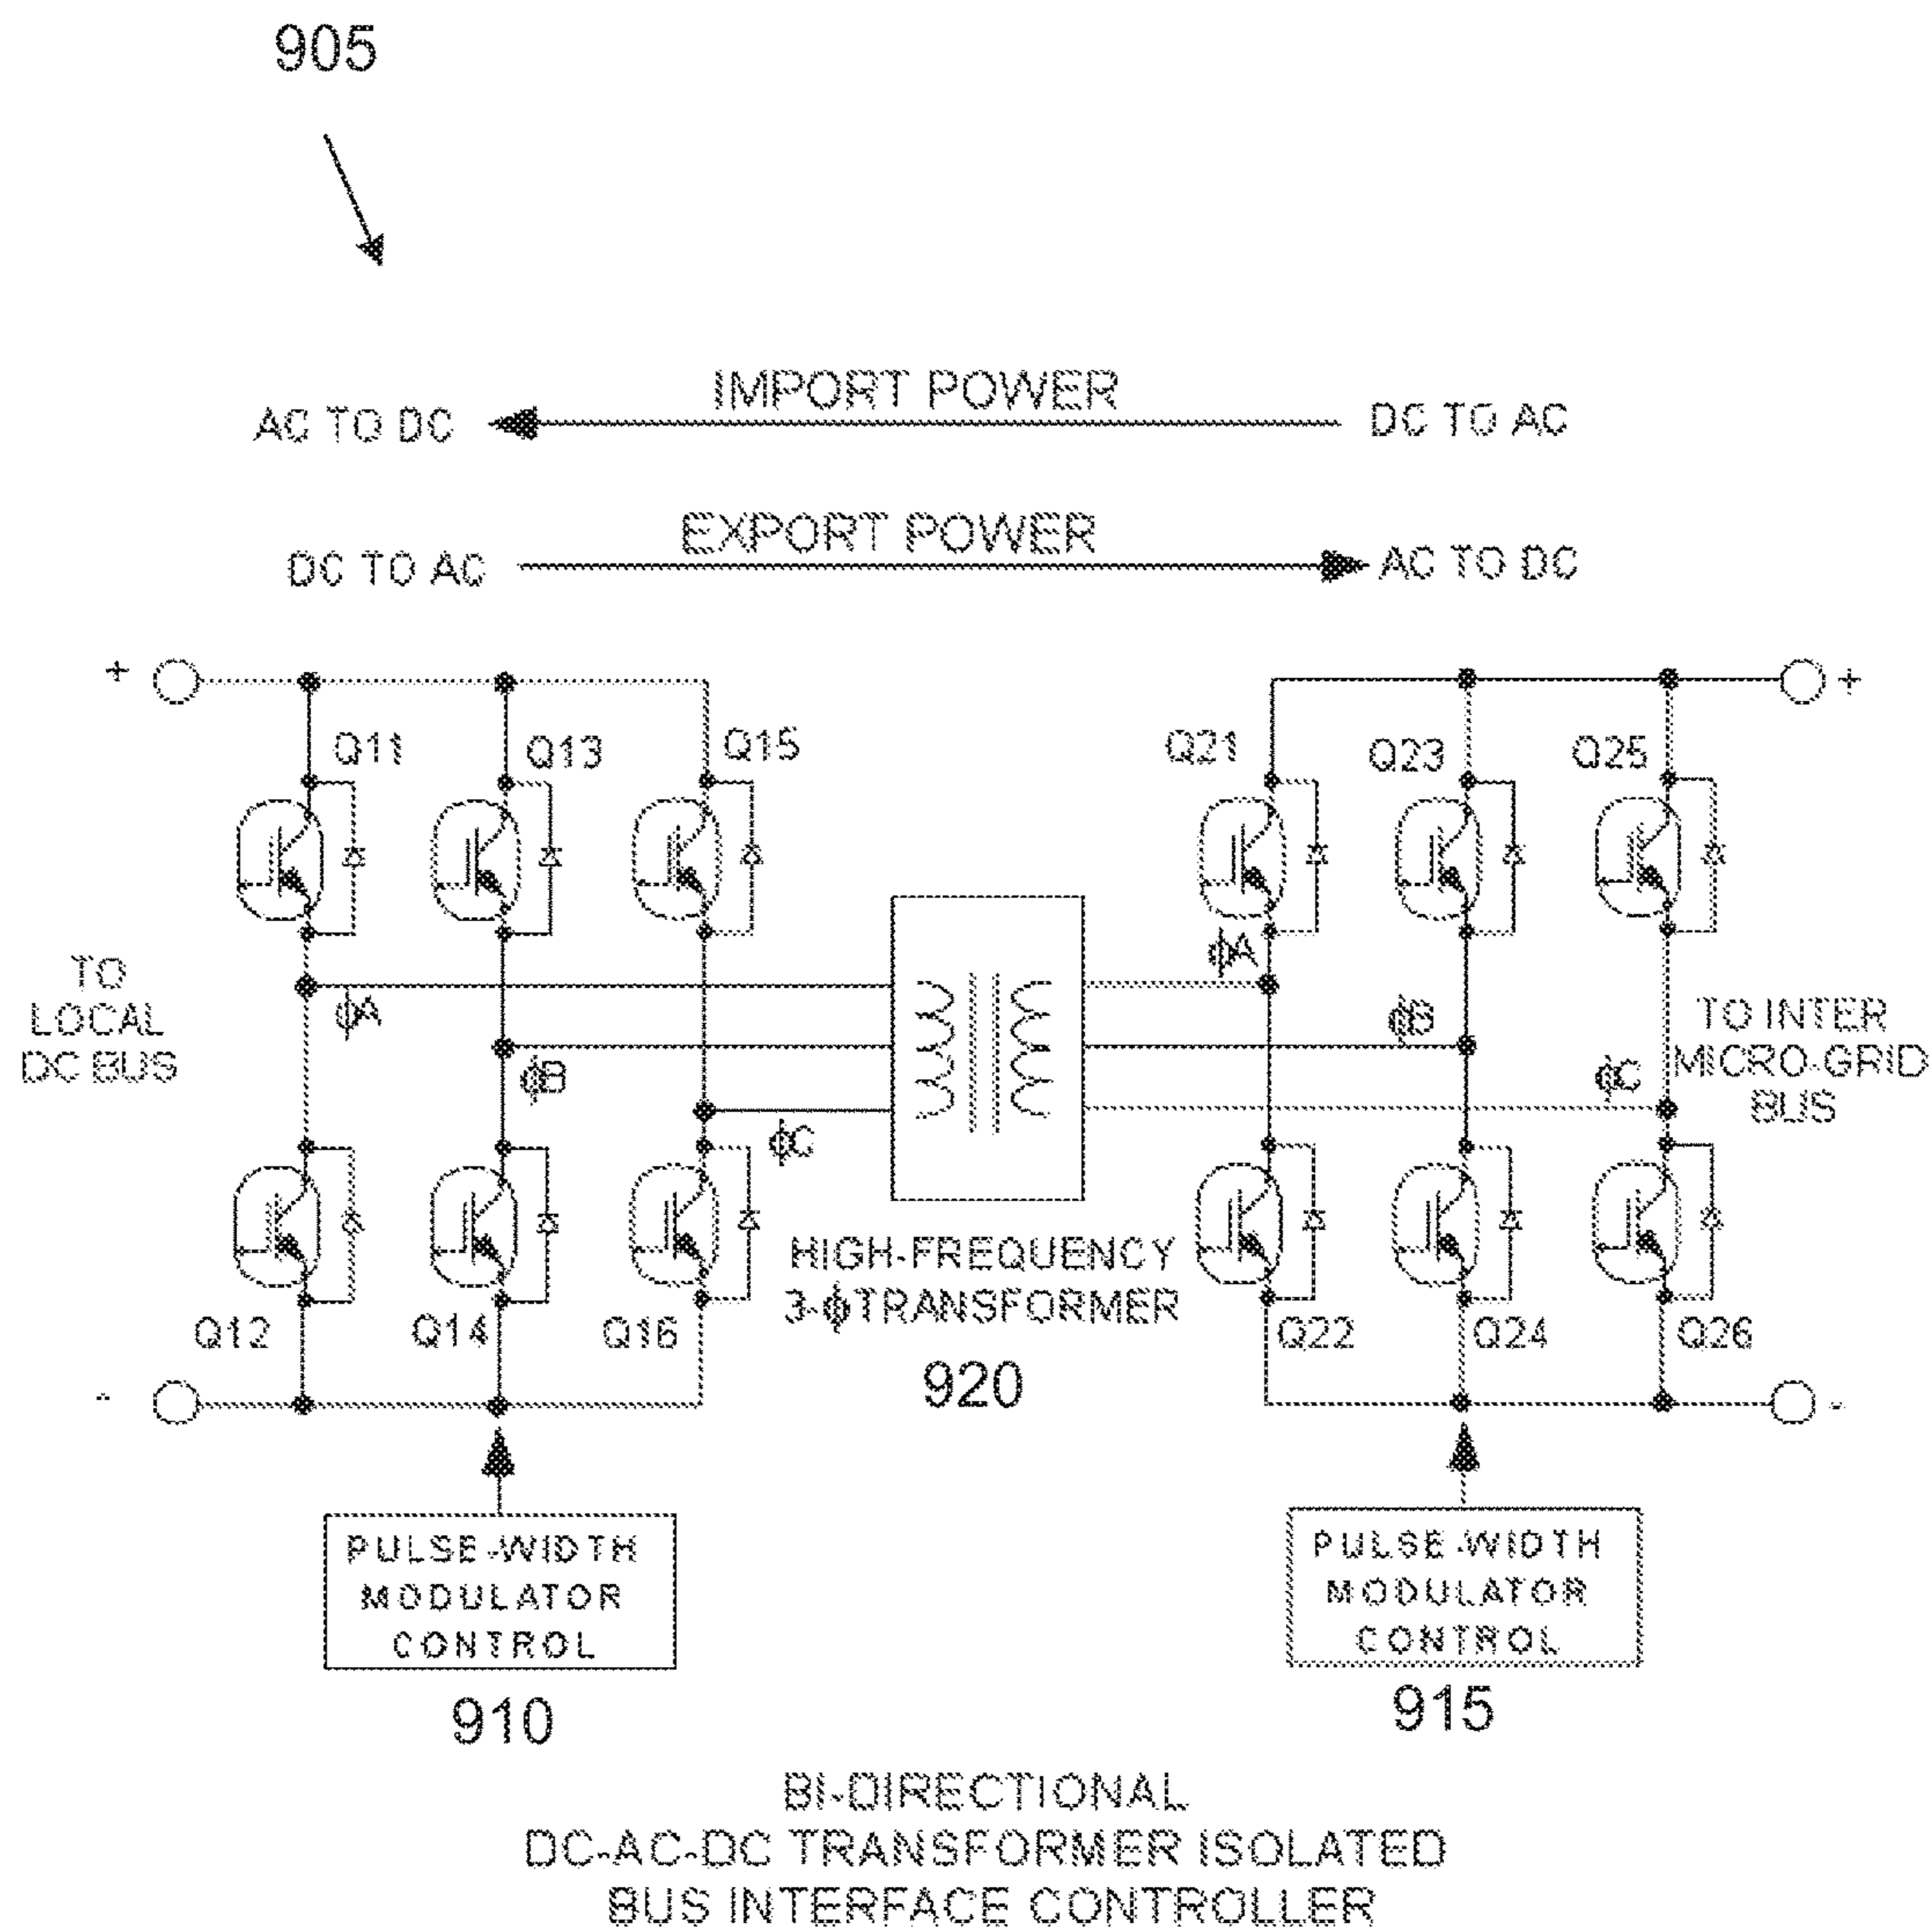 905
IMPORT POWER
AC TO DC
DC TO AC
EXPORT POWER
DC TO AC
AC TO DC
+
+
Q11
Q13
Q15
Q21
Q23
Q25
TO
LOCAL
DC BUS
ϕA
ϕB
ϕC
ϕA
ϕB
ϕC
TO INTER
MICRO-GRID
BUS
HIGH-FREQUENCY
3-ϕ TRANSFORMER
920
Q12
Q14
Q16
Q22
Q24
Q26
-
-
PULSE-WIDTH
MODULATOR
CONTROL
910
PULSE-WIDTH
MODULATOR
CONTROL
915
BI-DIRECTIONAL
DC-AC-DC TRANSFORMER ISOLATED
BUS INTERFACE CONTROLLER